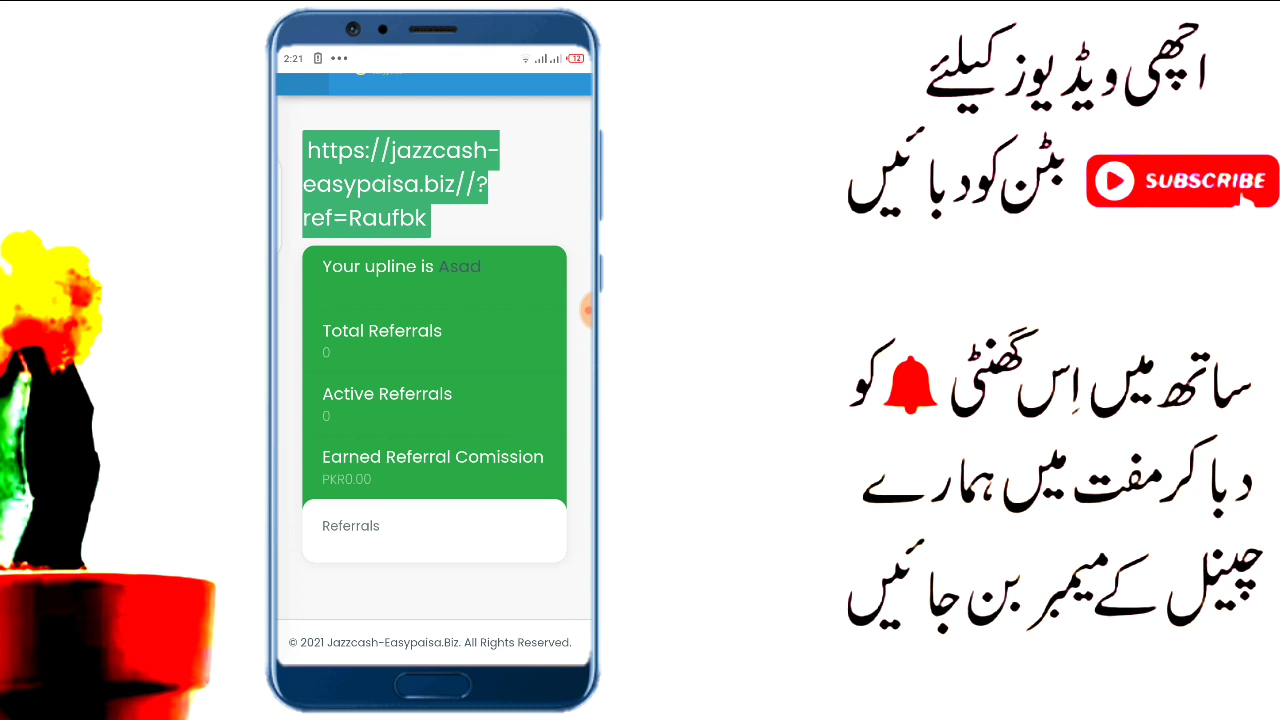 2:21
12
https://jazzcash-
easypaisa.biz//?
ref=Raufbk
Your upline is Asad
Total Referrals
0
Active Referrals
0
Earned Referral Comission
PKR0.00
Referrals
© 2021 Jazzcash-Easypaisa.Biz. All Rights Reserved.
اچھی ویڈیوز کیلئے
SUBSCRIBE بٹن کو دبائیں
ساتھ میں اِس گھنٹی کو
دبا کر مفت میں ہمارے
چینل کے میمبر بن جائیں